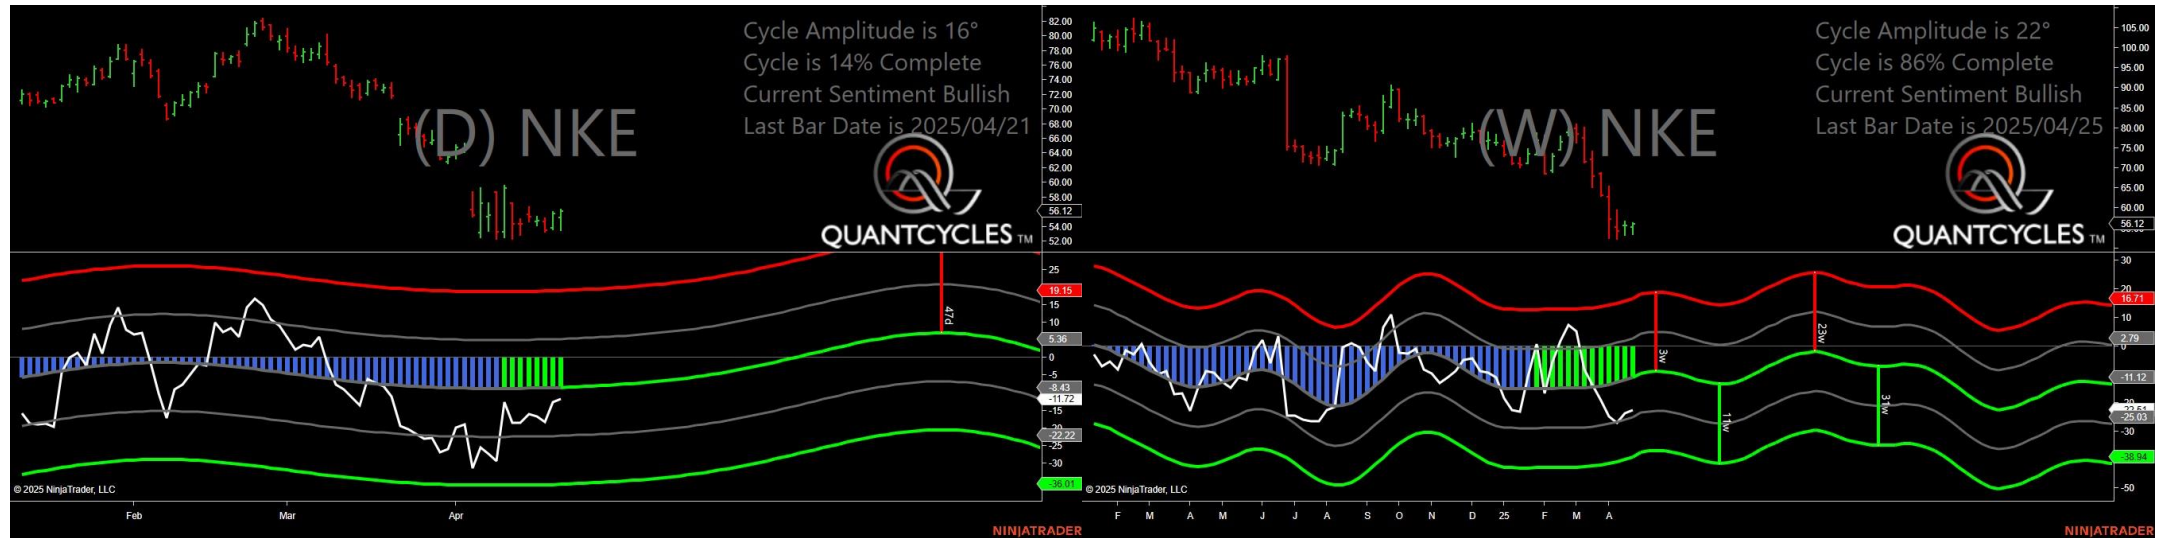 Cycle Amplitude is 16°
Cycle is 14% Complete
Current Sentiment Bullish
Last Bar Date is 2025/04/21
(D) NKE
QUANTCYCLES TM
82.00
80.00
78.00
76.00
74.00
72.00
70.00
68.00
66.00
64.00
62.00
60.00
58.00
56.12
54.00
52.00
47d
25
19.15
15
10
5.36
0
-5
-8.43
-11.72
-15
-22.22
-25
-30
-36.01
© 2025 NinjaTrader, LLC
Feb
Mar
Apr
NINJATRADER
Cycle Amplitude is 22°
Cycle is 86% Complete
Current Sentiment Bullish
Last Bar Date is 2025/04/25
(W) NKE
QUANTCYCLES TM
105.00
100.00
95.00
90.00
85.00
80.00
75.00
70.00
65.00
60.00
56.12
3w
11w
23w
31w
30
20
16.71
10
2.79
0
-11.12
-25.03
-30
-38.94
-50
© 2025 NinjaTrader, LLC
F
M
A
M
J
J
A
S
O
N
D
25
F
M
A
NINJATRADER